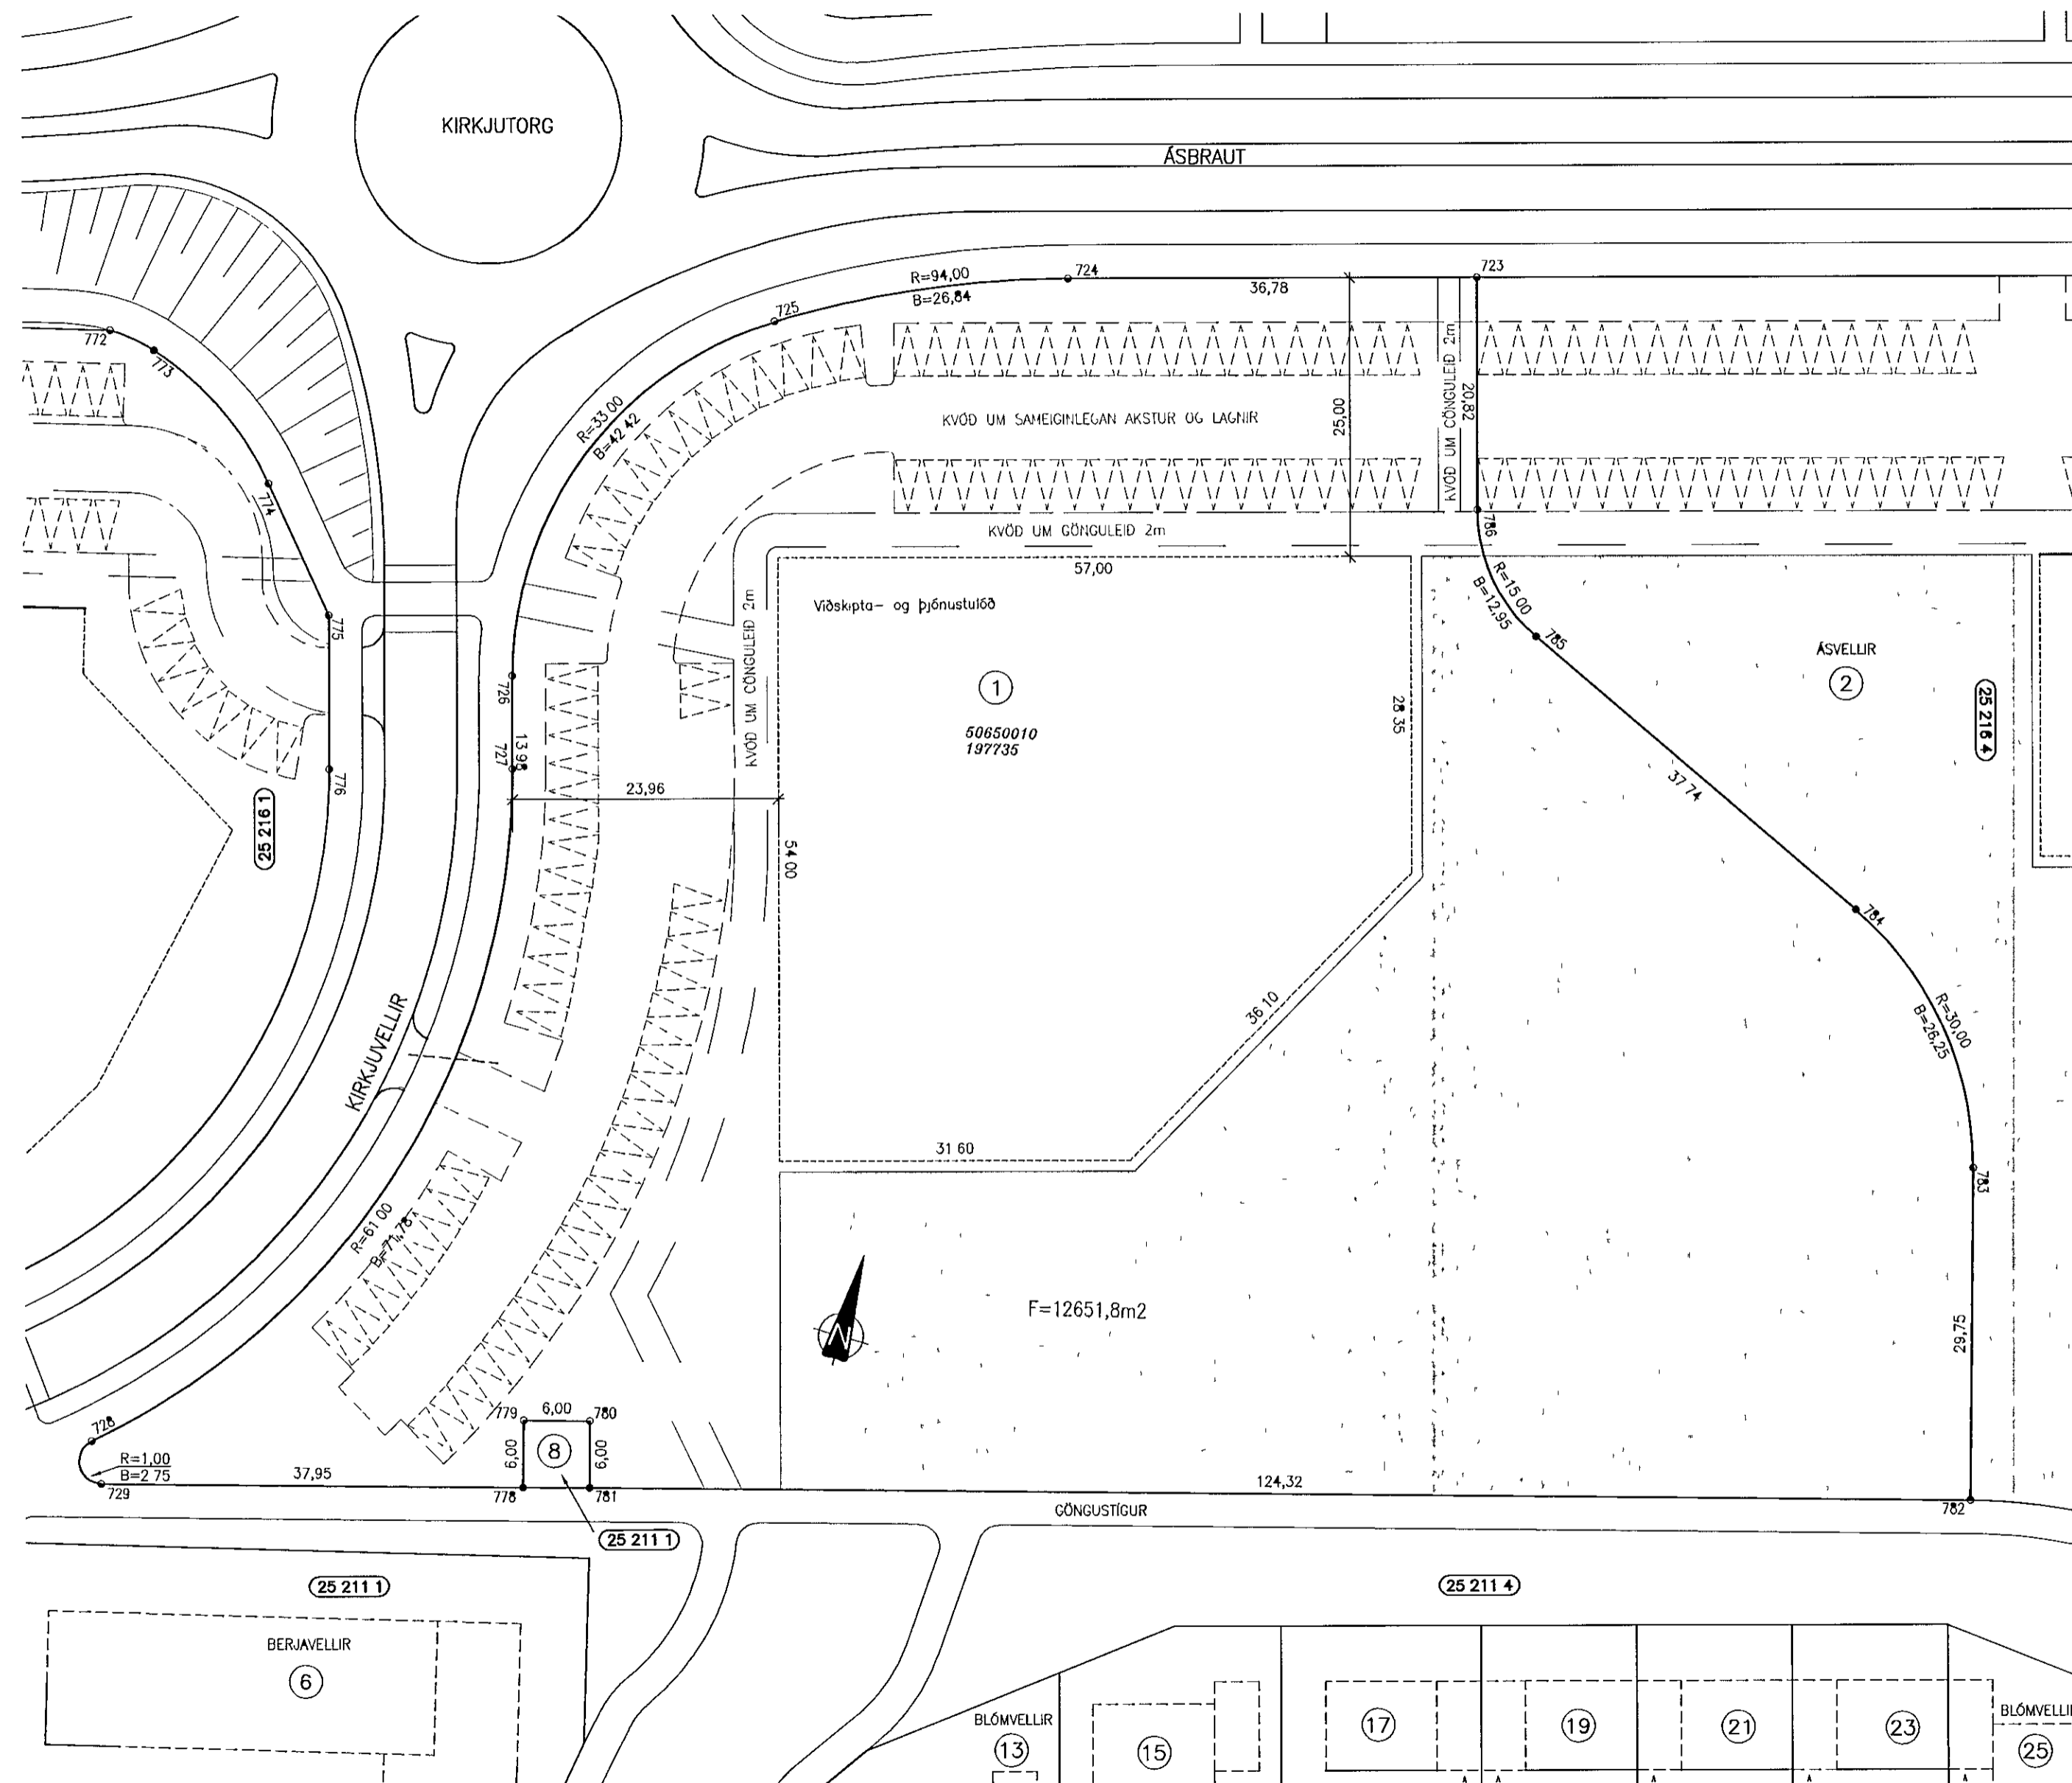 KIRKJUTORG
ÁSBRAUT
R=94,00
B=26,84
724
36,78
723
725
772
773
774
775
776
R=33 00
B=42 42
KVÖÐ UM SAMEIGINLEGAN AKSTUR OG LAGNIR
25,00
KVÖÐ UM GÖNGULEIÐ 2m
20,82
786
KVÖÐ UM GÖNGULEIÐ 2m
57,00
R=15 00
B=12,95
785
Viðskipta- og þjónustulóð
KVÖÐ UM GÖNGULEIÐ 2m
1
50650010
197735
28 35
ÁSVELLIR
2
25 216 4
726
13 98
727
23,96
54 00
25 216 1
37 74
784
36 10
R=30,00
B=26,25
KIRKJUVELLIR
31 60
783
R=61 00
B=71,78
F=12651,8m2
N
29,75
728
R=1,00
B=2 75
729
37,95
779
6,00
780
6,00
8
6,00
778
781
124,32
782
GÖNGUSTÍGUR
25 211 1
25 211 1
25 211 4
BERJAVELLIR
6
BLÓMVELLIR
13
15
17
19
21
23
BLÓMVELLI
25